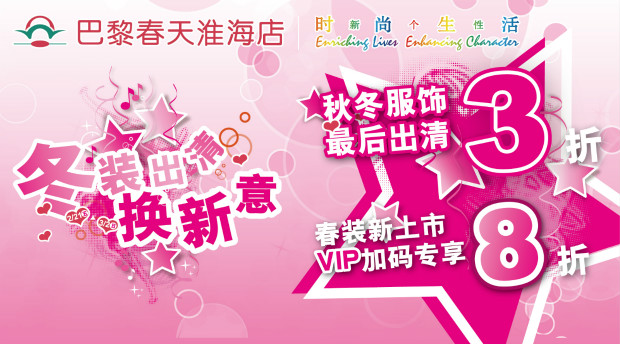 巴黎春天淮海店
时新尚个生性活
Enriching Lives Enhancing Character
冬装出清
换新意
秋冬服饰
最后出清
3折
春装新上市
VIP加码专享
8折